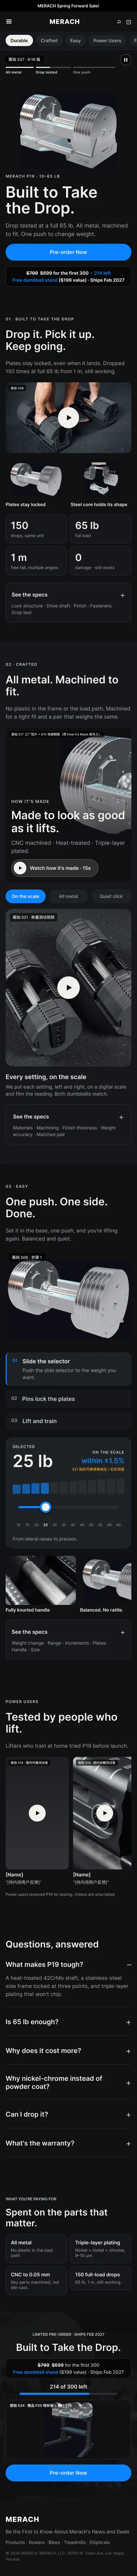 MERACH Spring Forward Sale!
MERACH
Durable
Crafted
Easy
Power Users
All metal
Drop tested
One push
MERACH P19 · 10–65 LB
Built to Take
the Drop.
Drop tested at a full 65 lb. All metal, machined
to fit. One push to change weight.
Pre-order Now
$799 $699 for the first 300 · 214 left
Free dumbbell stand ($199 value) · Ships Feb 2027
01 · BUILT TO TAKE THE DROP
Drop it. Pick it up.
Keep going.
Plates stay locked, even when it lands. Dropped
150 times at full 65 lb from 1 m, still working.
Plates stay locked
Steel core holds its shape
150
drops, same unit
65 lb
full load
1 m
free fall, multiple angles
0
damage · still works
See the specs
Lock structure · Drive shaft · Finish · Fasteners ·
Drop test
02 · CRAFTED
All metal. Machined to
fit.
No plastic in the frame or the load path. Machined
to a tight fit and a pair that weighs the same.
HOW IT'S MADE
Made to look as good
as it lifts.
CNC machined · Heat-treated · Triple-layer
plated.
Watch how it's made · 15s
On the scale
All metal
Quiet click
Every setting, on the scale
We put each setting, left and right, on a digital scale
and film the reading. Both dumbbells match.
See the specs
Materials · Machining · Finish thickness · Weight
accuracy · Matched pair
03 · EASY
One push. One side.
Done.
Set it in the base, one push, and you're lifting
again. Balanced and quiet.
01 Slide the selector
Push the side selector to the weight you
want.
02 Pins lock the plates
03 Lift and train
SELECTED
25 lb
ON THE SCALE
within ±1.5%
10 15 20 25 30 35 40 45 50 55 60 65
From lateral raises to presses.
Fully knurled handle
Balanced. No rattle.
See the specs
Weight change · Range · Increments · Plates ·
Handle · Size
POWER USERS
Tested by people who
lift.
Lifters who train at home tried P19 before launch.
[Name]
[Name]
Power users received P19 for testing. Videos are unscripted.
Questions, answered
What makes P19 tough?
A heat-treated 42CrMo shaft, a stainless-steel
side frame locked at three points, and triple-layer
plating that won't chip.
Is 65 lb enough?
Why does it cost more?
Why nickel-chrome instead of
powder coat?
Can I drop it?
What's the warranty?
WHAT YOU'RE PAYING FOR
Spent on the parts that
matter.
All metal
No plastic in the load
path.
Triple-layer plating
Nickel + nickel + chrome,
9–10 μm.
CNC to 0.05 mm
Key parts machined, not
die-cast.
150 full-load drops
65 lb, 1 m, still working.
LIMITED PRE-ORDER · SHIPS FEB 2027
Built to Take the Drop.
$799 $699 for the first 300
Free dumbbell stand ($199 value) · Ships Feb 2027
214 of 300 left
Pre-order Now
MERACH
Be the First to Know About Merach's News and Deals
Products · Rowers · Bikes · Treadmills · Ellipticals